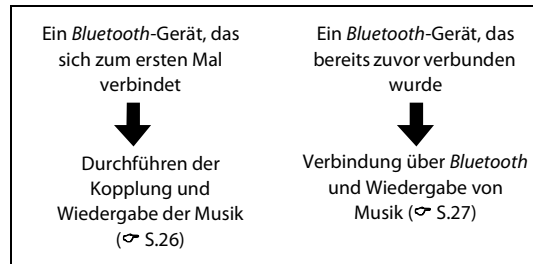 Ein Bluetooth-Gerät, das
sich zum ersten Mal
verbindet
Durchführen der
Kopplung und
Wiedergabe der Musik
(☞ S.26)
Ein Bluetooth-Gerät, das
bereits zuvor verbunden
wurde
Verbindung über Bluetooth
und Wiedergabe von
Musik (☞ S.27)